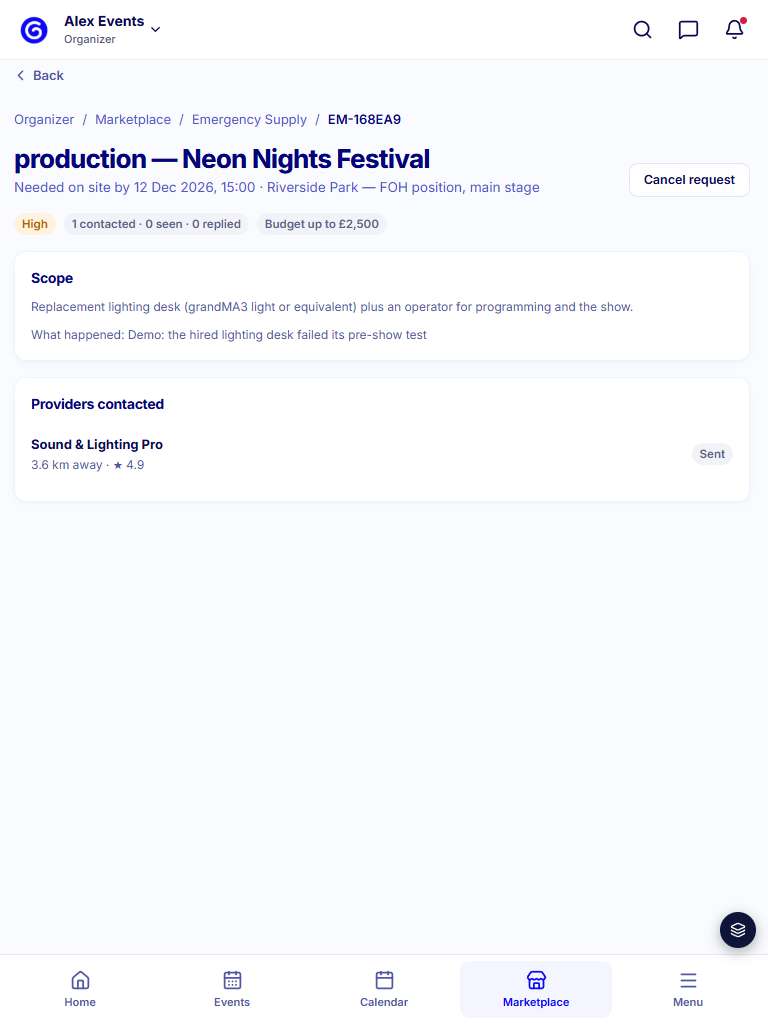 Alex Events
Organizer
Back
Organizer / Marketplace / Emergency Supply / EM-168EA9
production — Neon Nights Festival
Needed on site by 12 Dec 2026, 15:00 · Riverside Park — FOH position, main stage
Cancel request
High
1 contacted · 0 seen · 0 replied
Budget up to £2,500
Scope
Replacement lighting desk (grandMA3 light or equivalent) plus an operator for programming and the show.
What happened: Demo: the hired lighting desk failed its pre-show test
Providers contacted
Sound & Lighting Pro
3.6 km away · ★ 4.9
Sent
Home
Events
Calendar
Marketplace
Menu